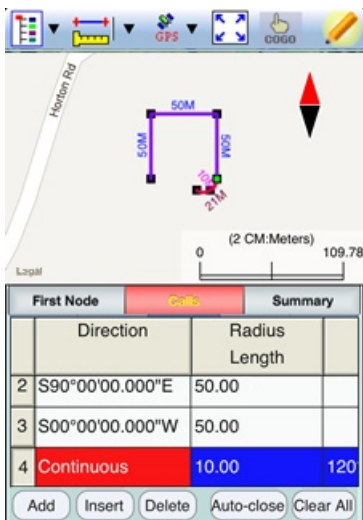 GPS
COGO
Horton Rd
50M
50M
50M
10M
21M
(2 CM:Meters)
0 109.78
Legal
First Node Calls Summary
Direction Radius Length
2 S90°00'00.000"E 50.00
3 S00°00'00.000"W 50.00
4 Continuous 10.00 120
Add Insert Delete Auto-close Clear All